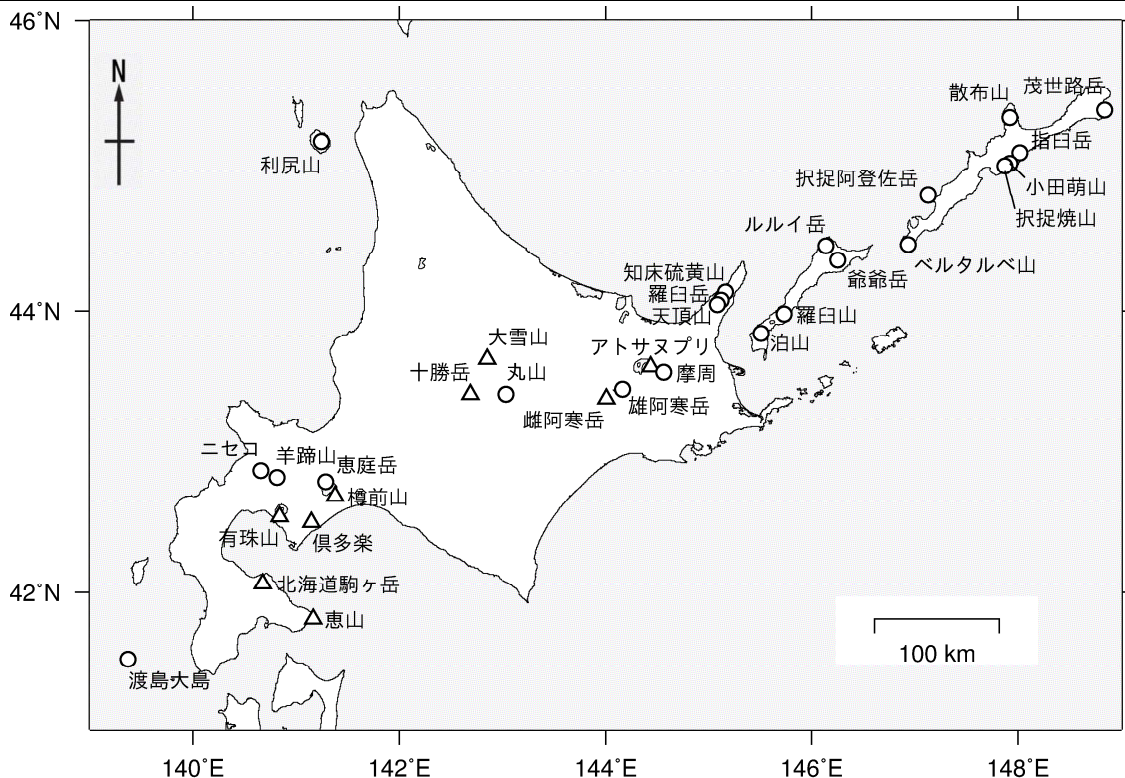 46°N
N
茂世路岳
散布山
指臼岳
利尻山
択捉阿登佐岳
小田萌山
択捉焼山
ルルイ岳
ベルタルベ山
知床硫黄山
爺爺岳
羅臼岳
44°N
天頂山
羅臼山
大雪山
アトサヌプリ
泊山
十勝岳
丸山
摩周
雌阿寒岳
雄阿寒岳
ニセコ
羊蹄山
恵庭岳
樽前山
有珠山
倶多楽
42°N
北海道駒ヶ岳
恵山
100 km
渡島大島
140°E
142°E
144°E
146°E
148°E